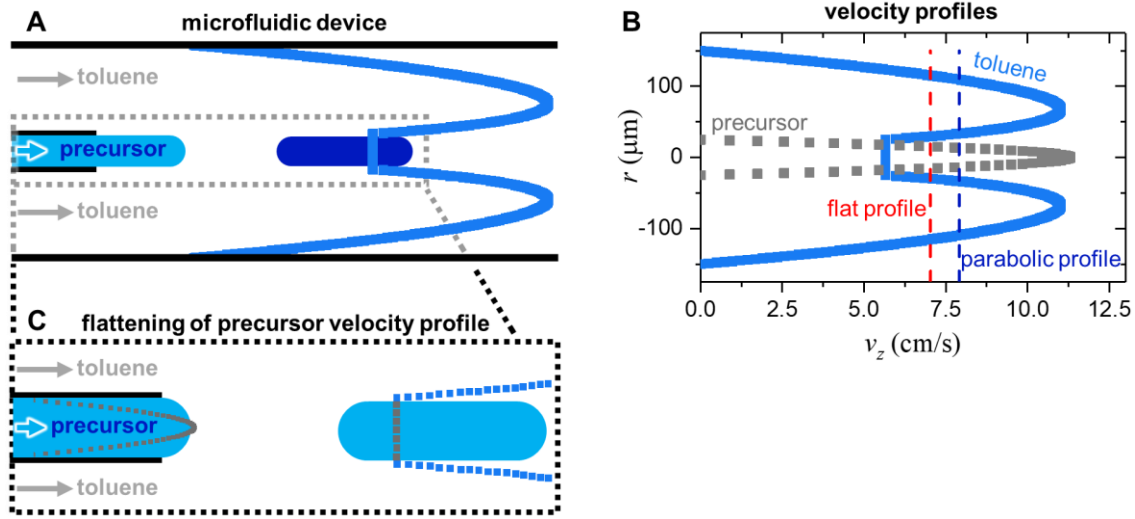 A
microfluidic device
toluene
precursor
toluene
C
flattening of precursor velocity profile
toluene
precursor
toluene
B
velocity profiles
toluene
precursor
flat profile
parabolic profile
r (μm)
100
0
-100
0.0 2.5 5.0 7.5 10.0 12.5
v_z (cm/s)